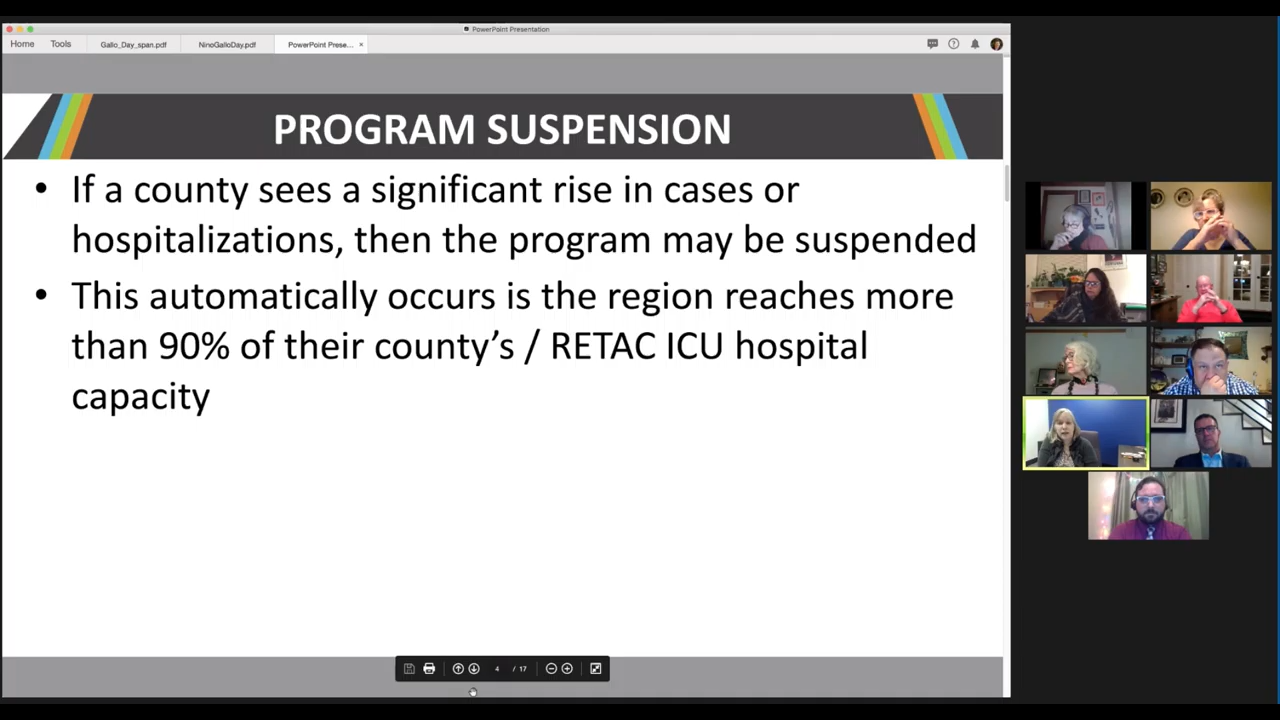 PowerPoint Presentation
Home Tools Gallo_Day_span.pdf NinoGalloDay.pdf PowerPoint Prese... ×
PROGRAM SUSPENSION
• If a county sees a significant rise in cases or
hospitalizations, then the program may be suspended
• This automatically occurs is the region reaches more
than 90% of their county’s / RETAC ICU hospital
capacity
4 / 17